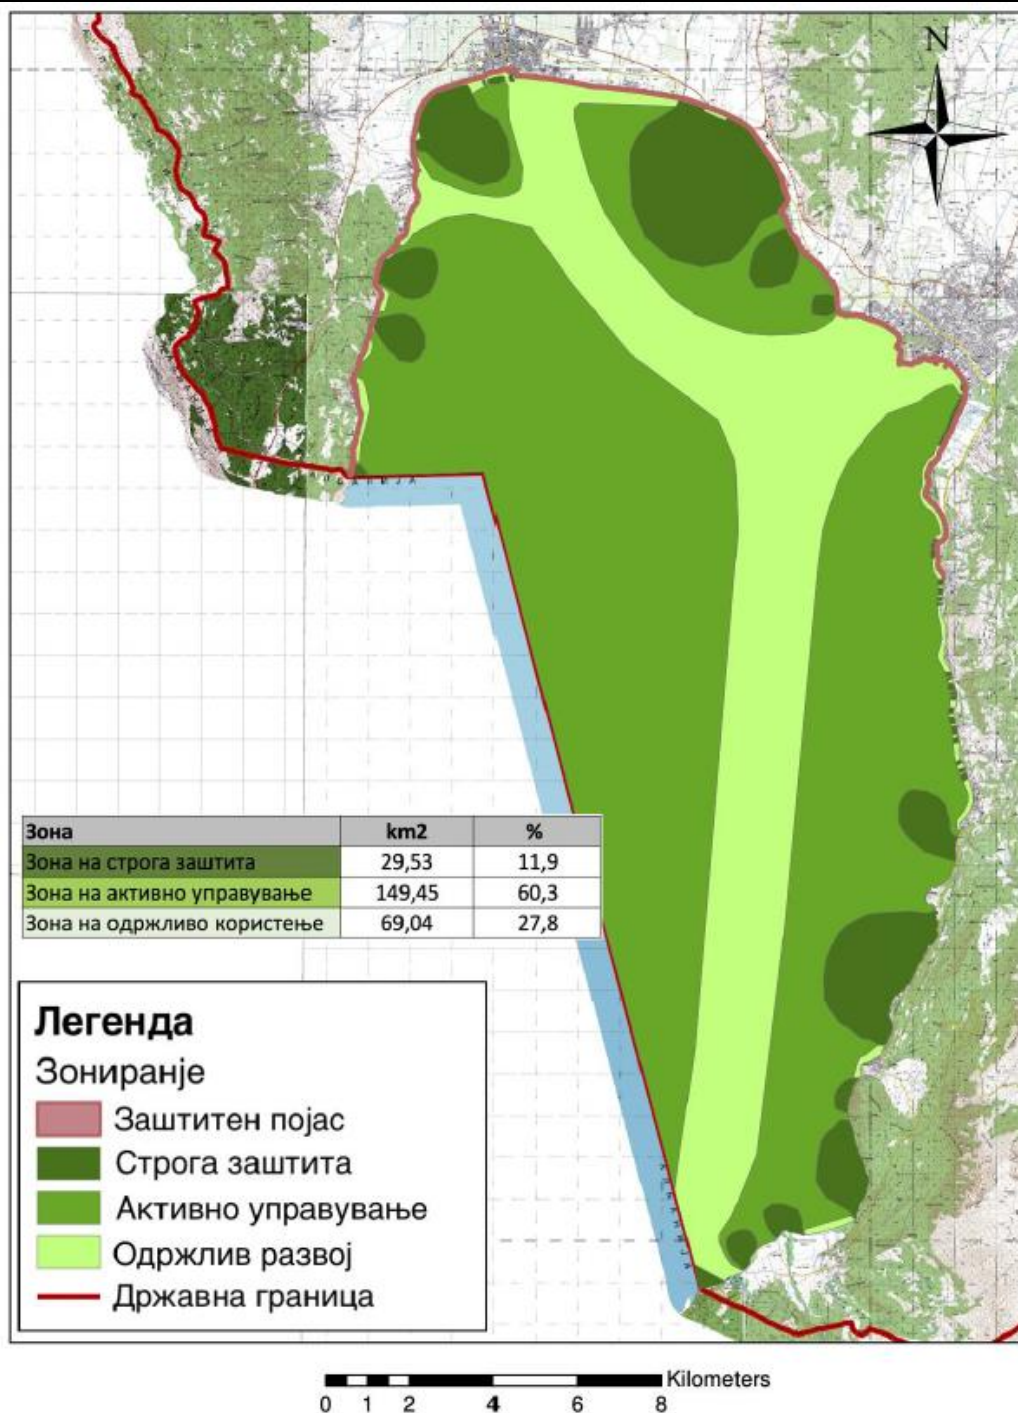 N
Зона km2 %
Зона на строга заштита 29,53 11,9
Зона на активно управување 149,45 60,3
Зона на одржливо користење 69,04 27,8
Легенда
Зонирање
Заштитен појас
Строга заштита
Активно управување
Одржлив развој
Државна граница
Kilometers
0 1 2 4 6 8